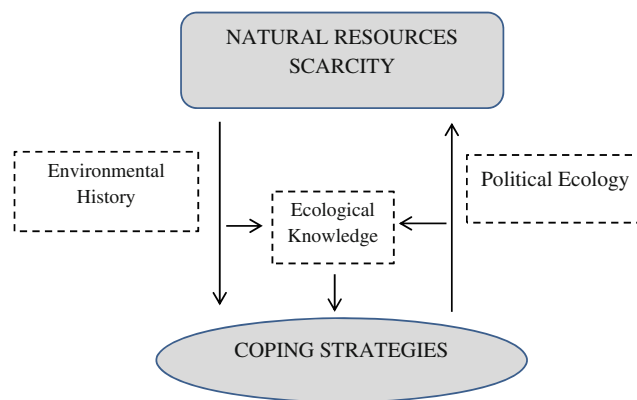 NATURAL RESOURCES
SCARCITY
Environmental
History
Ecological
Knowledge
Political Ecology
COPING STRATEGIES